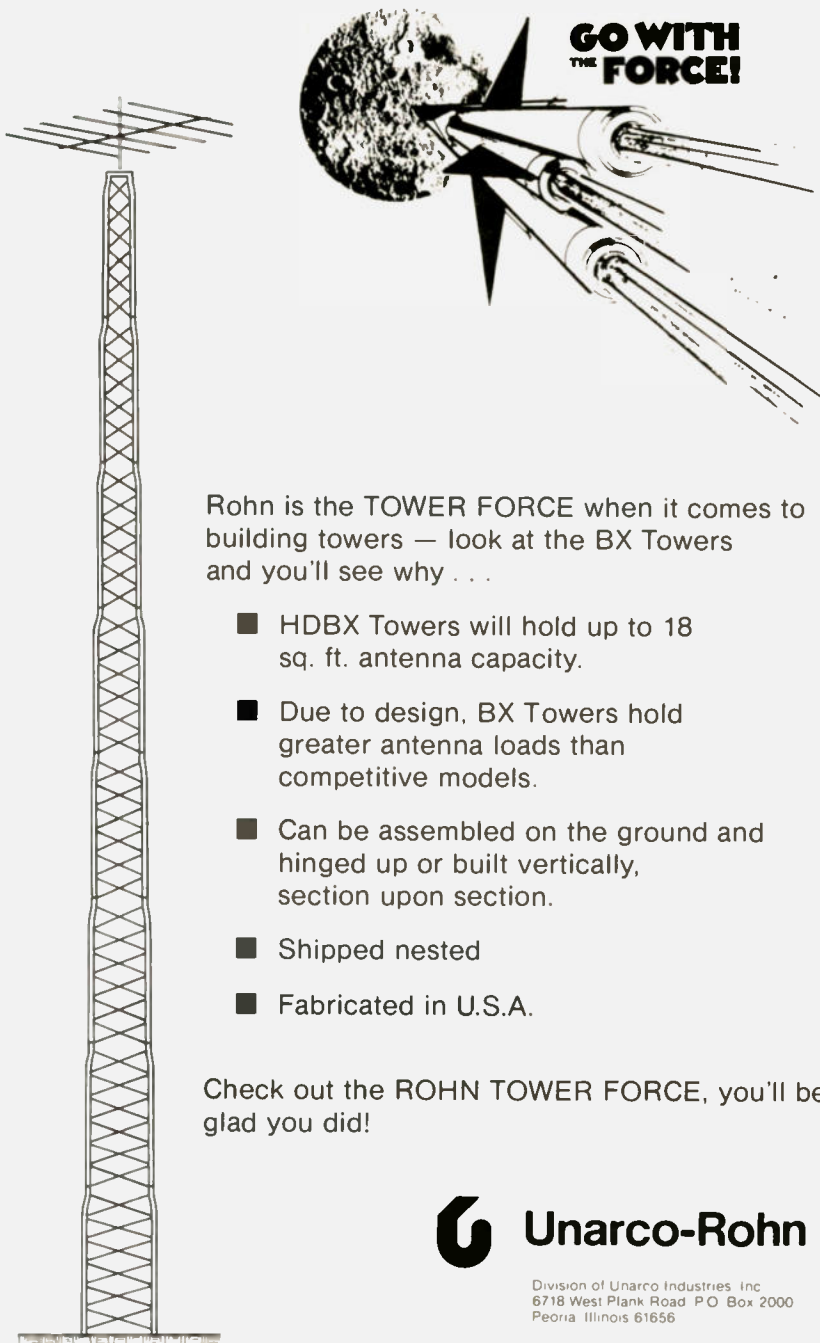 GO WITH
THE FORCE!
Rohn is the TOWER FORCE when it comes to
building towers — look at the BX Towers
and you'll see why . . .
■ HDBX Towers will hold up to 18
sq. ft. antenna capacity.
■ Due to design, BX Towers hold
greater antenna loads than
competitive models.
■ Can be assembled on the ground and
hinged up or built vertically,
section upon section.
■ Shipped nested
■ Fabricated in U.S.A.
Check out the ROHN TOWER FORCE, you'll be
glad you did!
Unarco-Rohn
Division of Unarco Industries Inc
6718 West Plank Road P O Box 2000
Peoria Illinois 61656